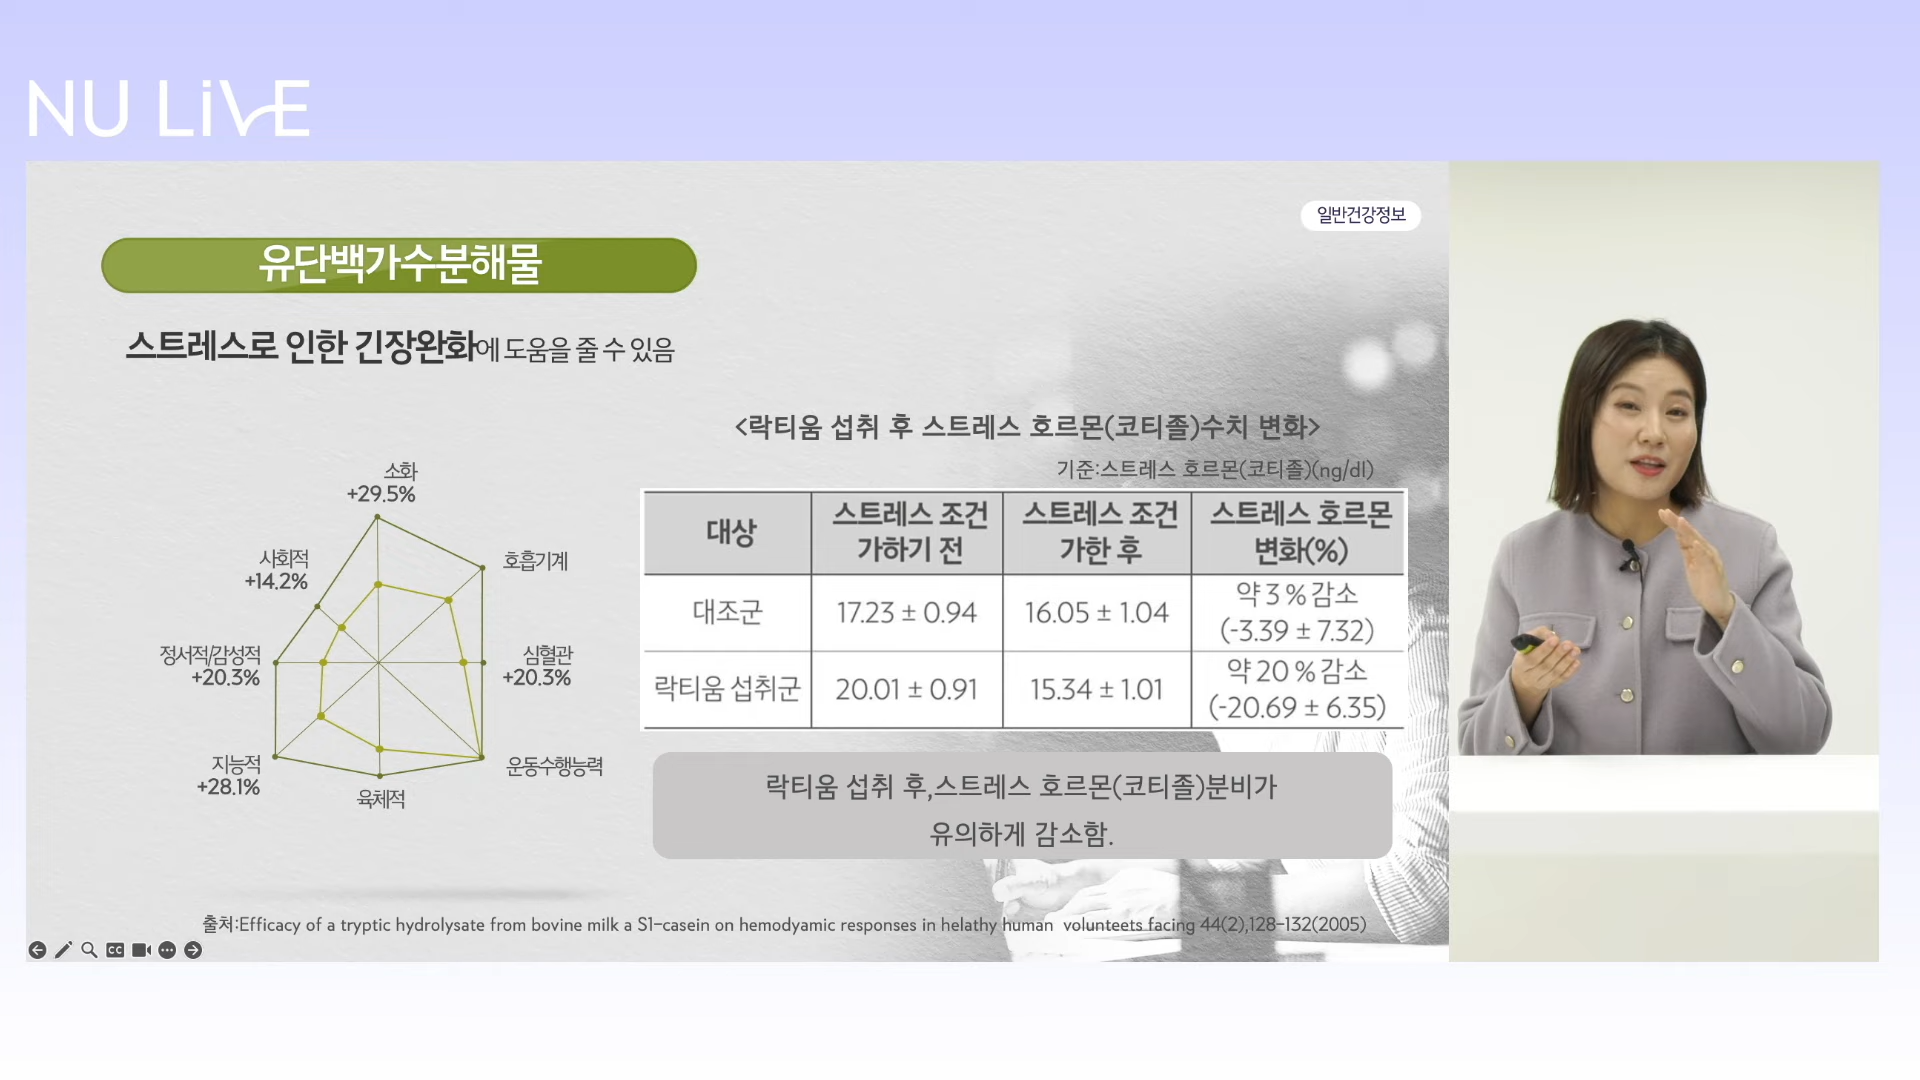 NU LiVE
일반건강정보
유단백가수분해물
스트레스로 인한 긴장완화에 도움을 줄 수 있음
소화
+29.5%
호흡기계
사회적
+14.2%
정서적/감성적
+20.3%
심혈관
+20.3%
지능적
+28.1%
운동수행능력
육체적
<락티움 섭취 후 스트레스 호르몬(코티졸)수치 변화>
기준:스트레스 호르몬(코티졸)(ng/dl)
대상
스트레스 조건
가하기 전
스트레스 조건
가한 후
스트레스 호르몬
변화(%)
대조군
17.23 ± 0.94
16.05 ± 1.04
약 3 % 감소
(-3.39 ± 7.32)
락티움 섭취군
20.01 ± 0.91
15.34 ± 1.01
약 20 % 감소
(-20.69 ± 6.35)
락티움 섭취 후,스트레스 호르몬(코티졸)분비가
유의하게 감소함.
출처:Efficacy of a tryptic hydrolysate from bovine milk a S1-casein on hemodyamic responses in helathy human volunteets facing 44(2),128-132(2005)
CC